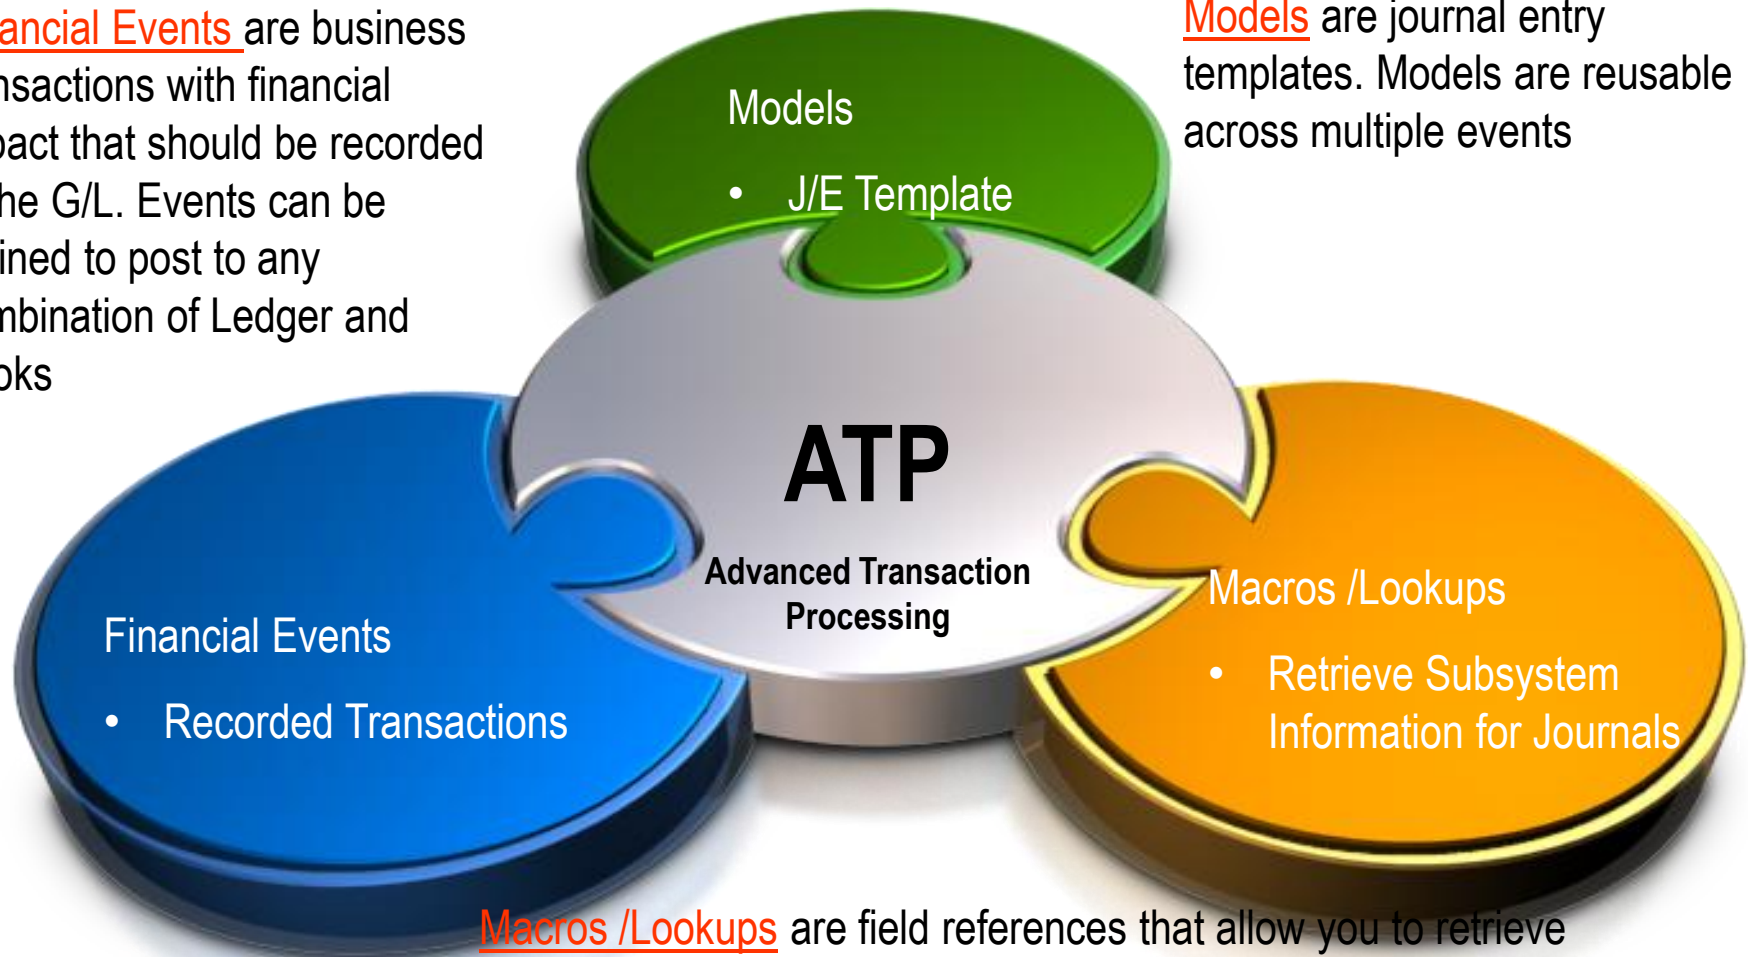 ancial Events are business
nsactions with financial
pact that should be recorded
the G/L. Events can be
ined to post to any
mbination of Ledger and
oks
Models are journal entry
templates. Models are reusable
across multiple events
Models
• J/E Template
ATP
Advanced Transaction
Processing
Financial Events
• Recorded Transactions
Macros /Lookups
• Retrieve Subsystem
Information for Journals
Macros /Lookups are field references that allow you to retrieve